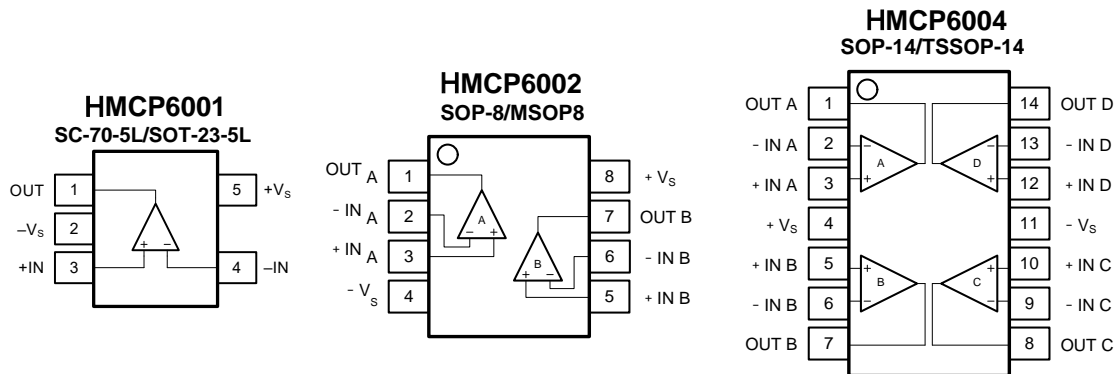 HMCP6001
SC-70-5L/SOT-23-5L
OUT 1
–VS 2
+IN 3
5 +VS
4 –IN
+ −
HMCP6002
SOP-8/MSOP8
OUT A 1
- IN A 2
+ IN A 3
- VS 4
8 + VS
7 OUT B
6 - IN B
5 + IN B
A
− +
B
+ −
HMCP6004
SOP-14/TSSOP-14
OUT A 1
- IN A 2
+ IN A 3
+ VS 4
+ IN B 5
- IN B 6
OUT B 7
14 OUT D
13 - IN D
12 + IN D
11 - VS
10 + IN C
9 - IN C
8 OUT C
− −
A D
+ +
+ +
B C
− −